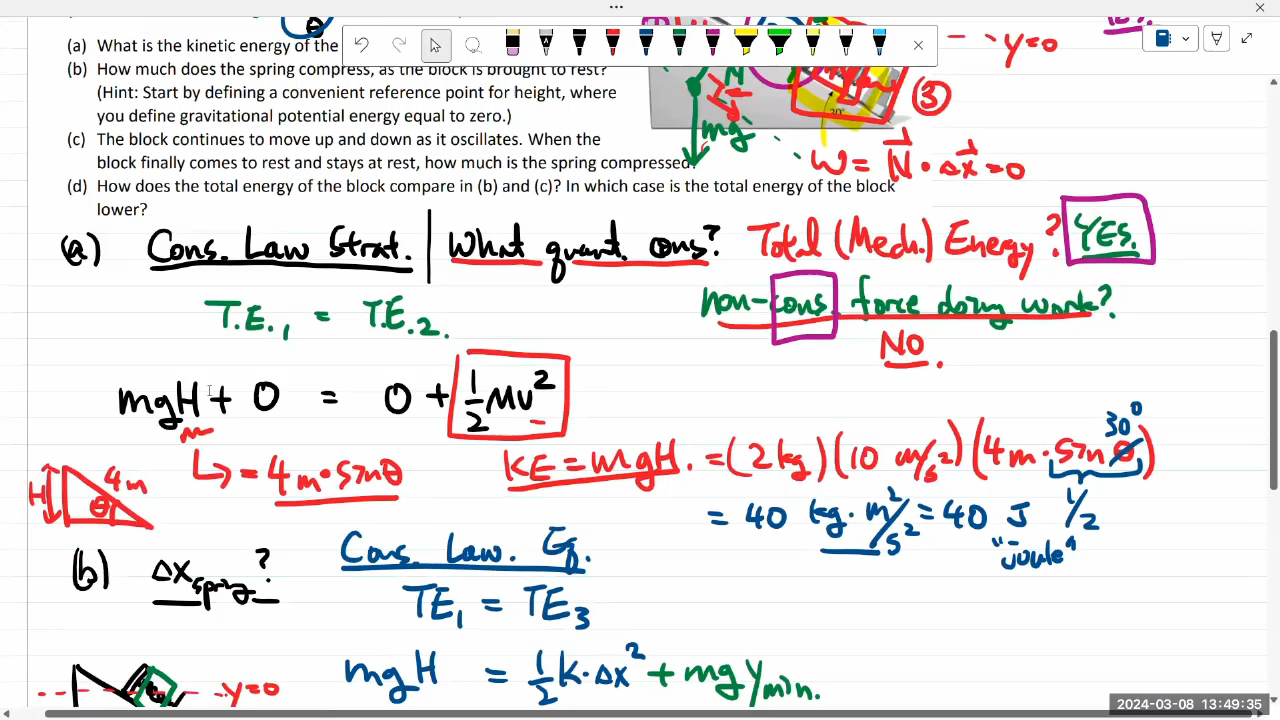 (a) What is the kinetic energy of the
(b) How much does the spring compress, as the block is brought to rest?
(Hint: Start by defining a convenient reference point for height, where
you define gravitational potential energy equal to zero.)
(c) The block continues to move up and down as it oscillates. When the
block finally comes to rest and stays at rest, how much is the spring compressed?
(d) How does the total energy of the block compare in (b) and (c)? In which case is the total energy of the block
lower?
y=0
N
mg
30°
③
W = N⃗ · Δx⃗ = 0
(a) Cons. Law Strat. | What quant. cons? Total (Mech.) Energy? YES.
T.E.₁ = T.E.₂. non-cons. force doing work?
NO.
mgH + 0 = 0 + ½Mv²
↳ = 4m·sinθ
H 4m θ
KE = mgH. = (2kg)(10 m/s²)(4m·sinθ) 30°
= 40 kg·m²/s² = 40 J 1/2
"joule"
(b) Δx spring? Cons. Law. Eq.
TE₁ = TE₃
mgH = ½k·Δx² + mgy min.
y=0
2024-03-08 13:49:35